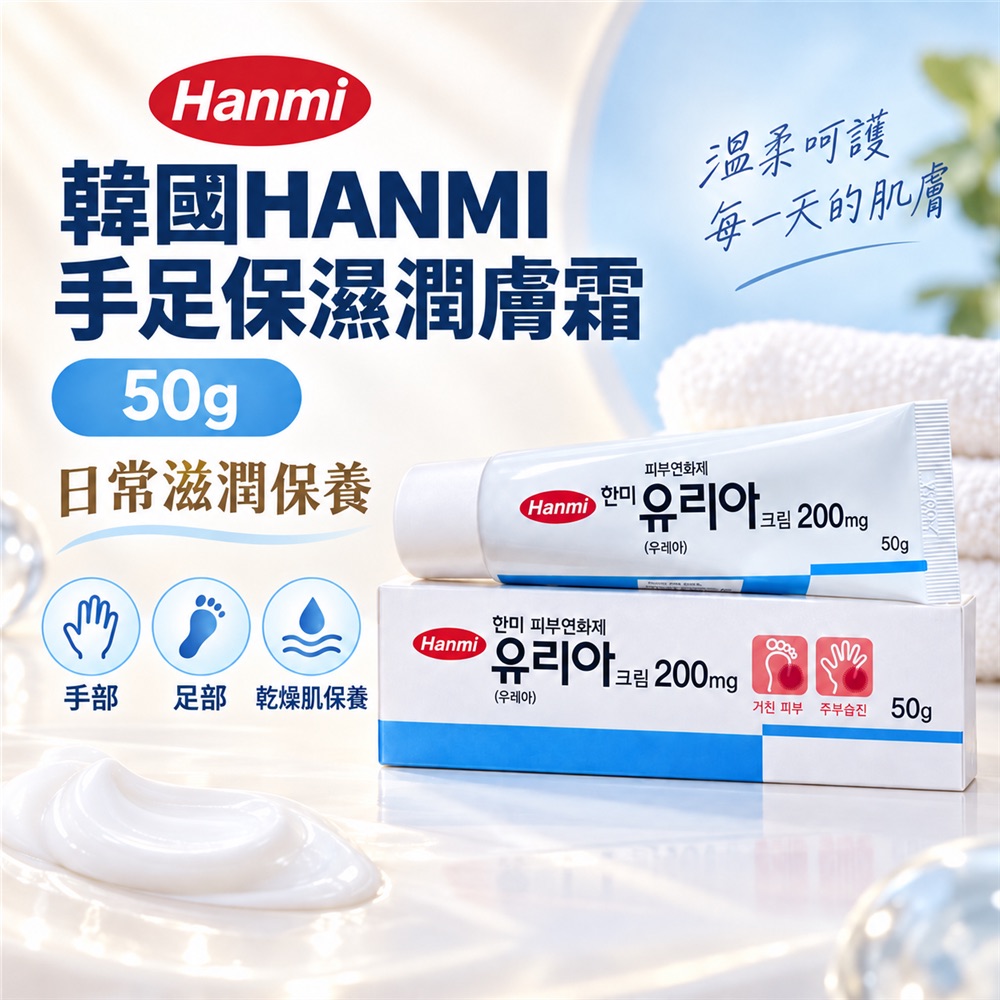 Hanmi
韓國HANMI
手足保濕潤膚霜
50g
日常滋潤保養
手部
足部
乾燥肌保養
溫柔呵護
每一天的肌膚
피부연화제
Hanmi 한미 유리아크림 200mg
(우레아)
50g
한미 피부연화제
Hanmi 유리아크림 200mg
(우레아)
거친 피부
주부습진
50g